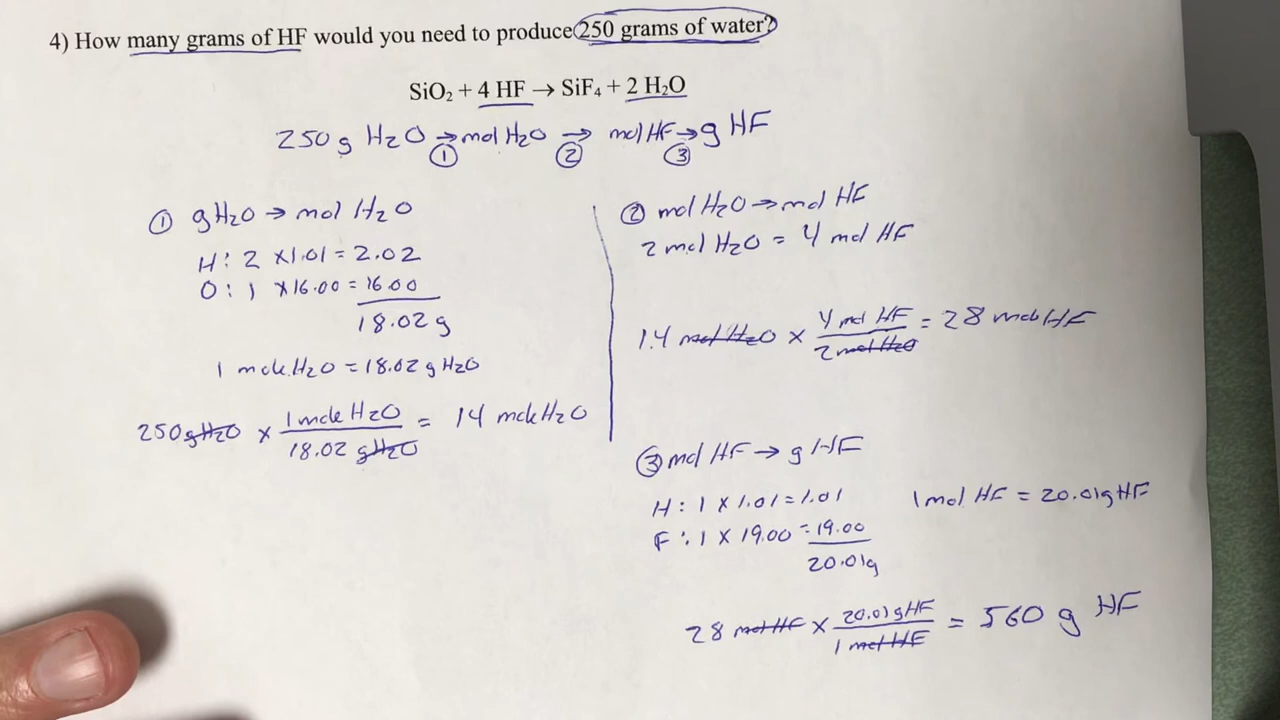 4) How many grams of HF would you need to produce 250 grams of water?
SiO₂ + 4 HF → SiF₄ + 2 H₂O
250 g H₂O → mol H₂O → mol HF → g HF
① ② ③
① g H₂O → mol H₂O
H: 2 × 1.01 = 2.02
O: 1 × 16.00 = 16.00
18.02 g
1 mole H₂O = 18.02 g H₂O
250 g H₂O × 1 mole H₂O / 18.02 g H₂O = 14 mole H₂O
② mol H₂O → mol HF
2 mol H₂O = 4 mol HF
14 mol H₂O × 4 mol HF / 2 mol H₂O = 28 mols HF
③ mol HF → g HF
H: 1 × 1.01 = 1.01
F: 1 × 19.00 = 19.00
20.01g
1 mol HF = 20.01g HF
28 mol HF × 20.01 g HF / 1 mol HF = 560 g HF